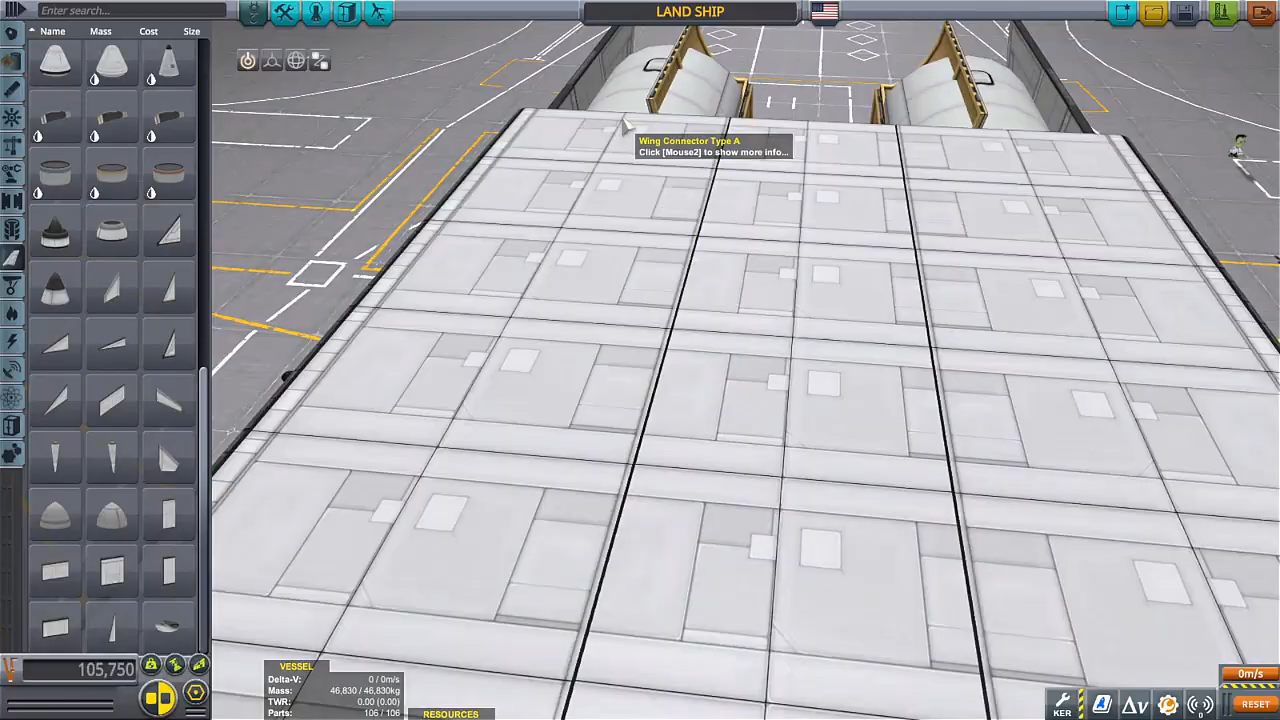 Enter search...
LAND SHIP
Name Mass Cost Size
Wing Connector Type A
Click [Mouse2] to show more info...
105,750
VESSEL
Delta-V: 0 / 0m/s
Mass: 46,830 / 46,830kg
TWR: 0.00 (0.00)
Parts: 106 / 106
RESOURCES
0m/s
KER
Δv
RESET